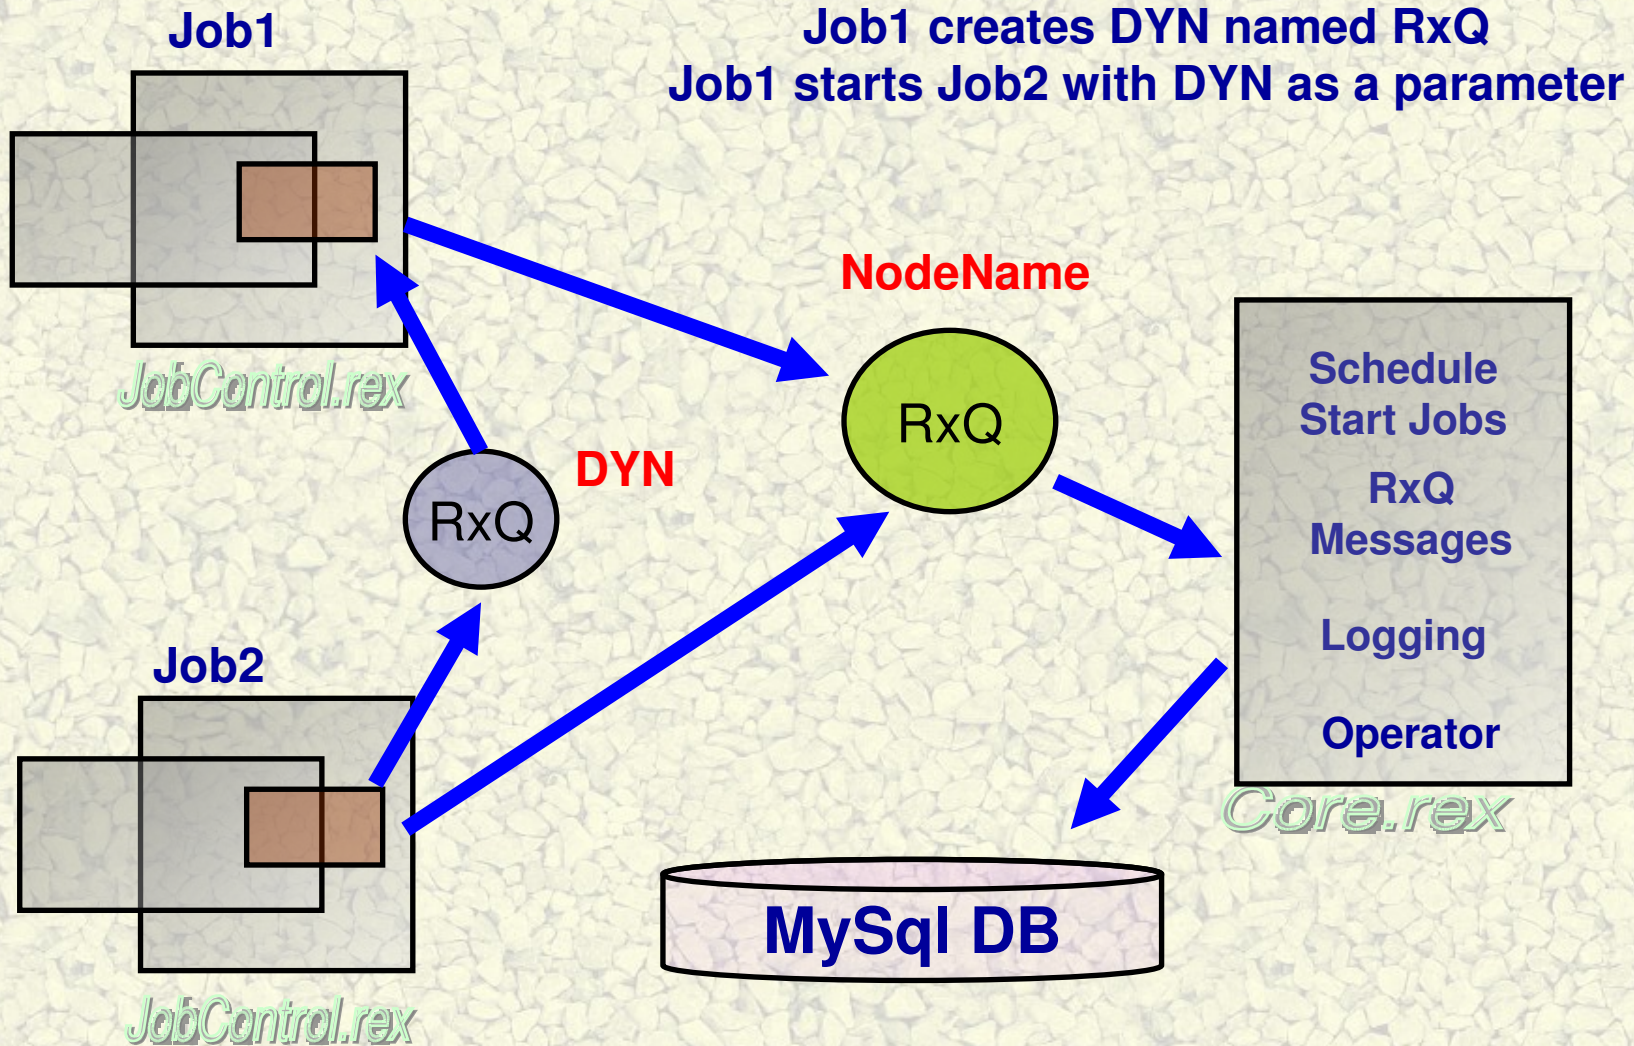 Job1
Job1 creates DYN named RxQ
Job1 starts Job2 with DYN as a parameter
JobControl.rex
NodeName
RxQ
DYN
RxQ
Schedule
Start Jobs
RxQ
Messages
Logging
Operator
Core.rex
Job2
JobControl.rex
MySql DB